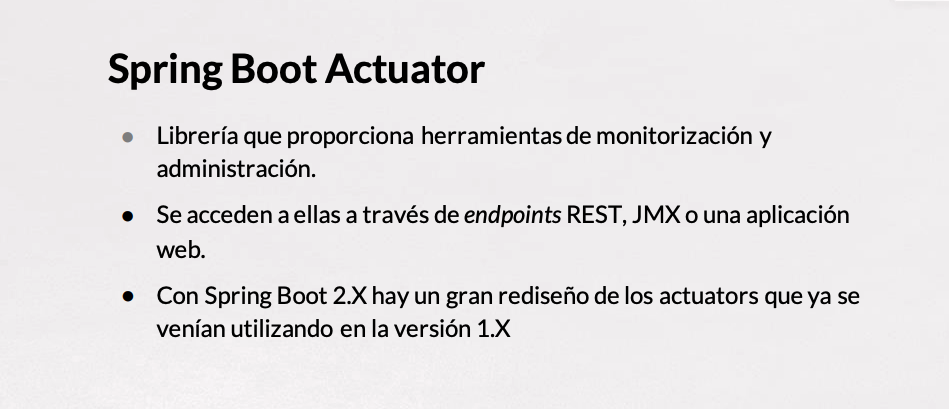 Spring Boot Actuator
● Librería que proporciona herramientas de monitorización y
administración.
● Se acceden a ellas a través de endpoints REST, JMX o una aplicación
web.
● Con Spring Boot 2.X hay un gran rediseño de los actuators que ya se
venían utilizando en la versión 1.X